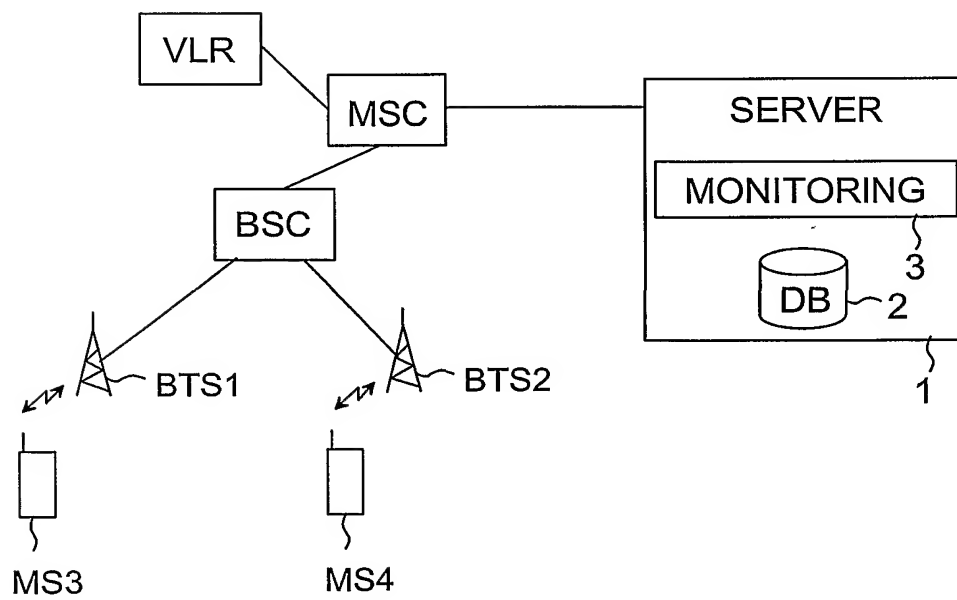 VLR
MSC
SERVER
MONITORING
3
BSC
DB
2
1
BTS1
BTS2
MS3
MS4